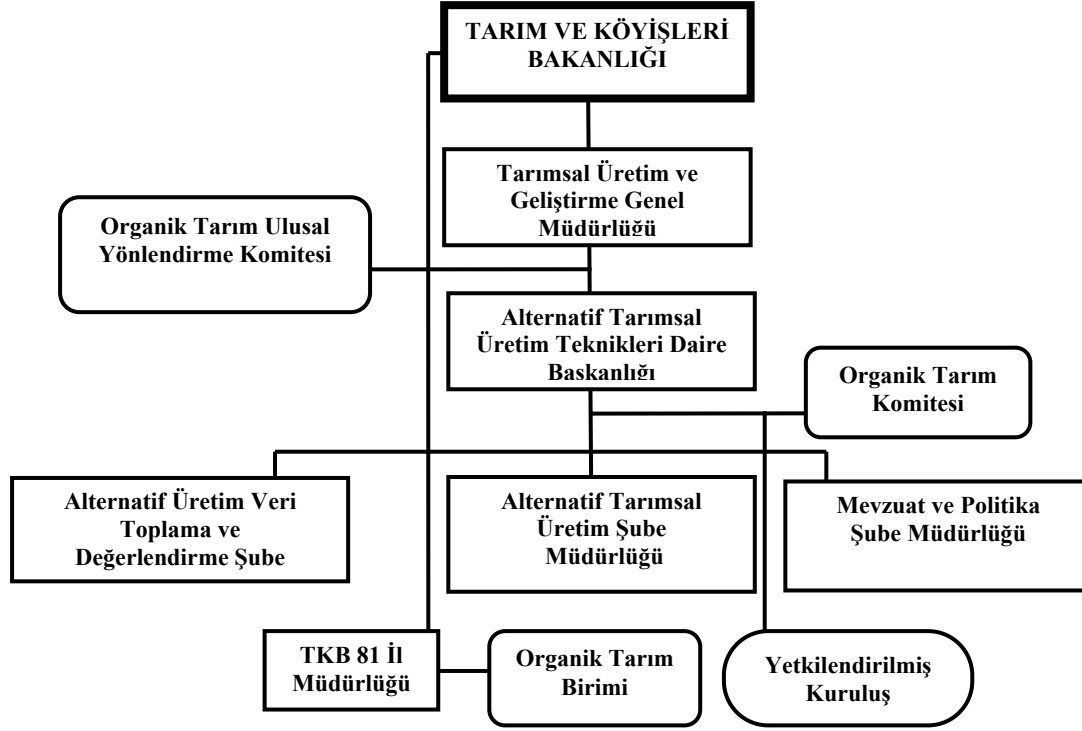 TARIM VE KÖYİŞLERİ
BAKANLIĞI
Tarımsal Üretim ve
Geliştirme Genel
Müdürlüğü
Organik Tarım Ulusal
Yönlendirme Komitesi
Alternatif Tarımsal
Üretim Teknikleri Daire
Baskanlığı
Organik Tarım
Komitesi
Alternatif Üretim Veri
Toplama ve
Değerlendirme Şube
Alternatif Tarımsal
Üretim Şube
Müdürlüğü
Mevzuat ve Politika
Şube Müdürlüğü
TKB 81 İl
Müdürlüğü
Organik Tarım
Birimi
Yetkilendirilmiş
Kuruluş